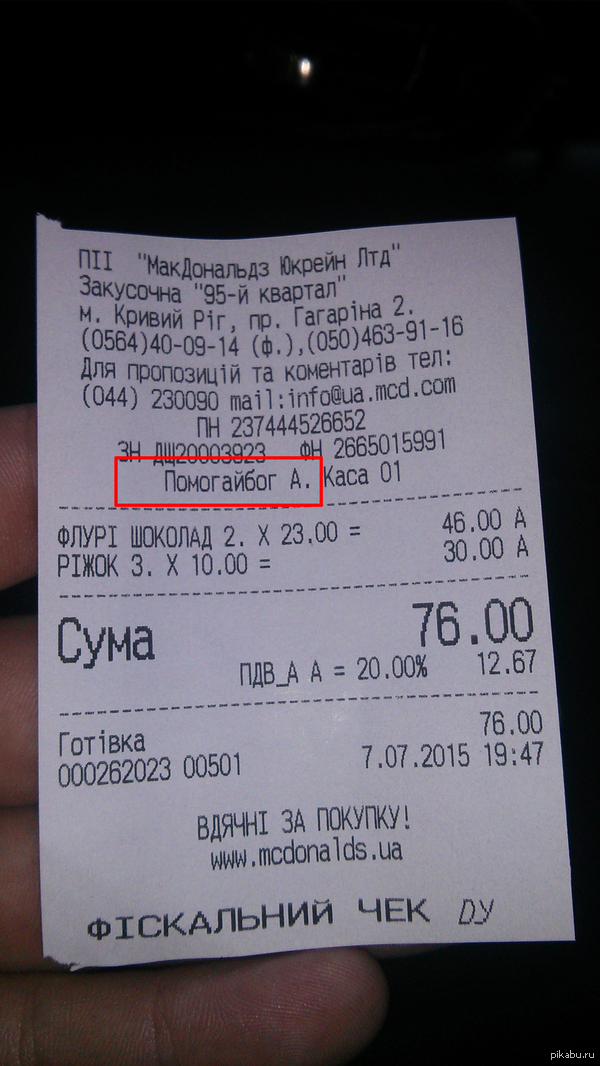 ПІІ "МакДональдз Юкрейн Лтд"
Закусочна "95-й квартал"
м. Кривий Ріг, пр. Гагаріна 2.
(0564)40-09-14 (ф.),(050)463-91-16
Для пропозицій та коментарів тел:
(044) 230090 mail:info@ua.mcd.com
ПН 237444526652
ЗН ДЩ20003923 ФН 2665015991
Помогайбог А. Каса 01
ФЛУРІ ШОКОЛАД 2. X 23.00 = 46.00 А
РІЖОК 3. X 10.00 = 30.00 А
Сума 76.00
ПДВ_А А = 20.00% 12.67
Готівка 76.00
000262023 00501 7.07.2015 19:47
ВДЯЧНІ ЗА ПОКУПКУ!
www.mcdonalds.ua
ФІСКАЛЬНИЙ ЧЕК DУ
pikabu.ru